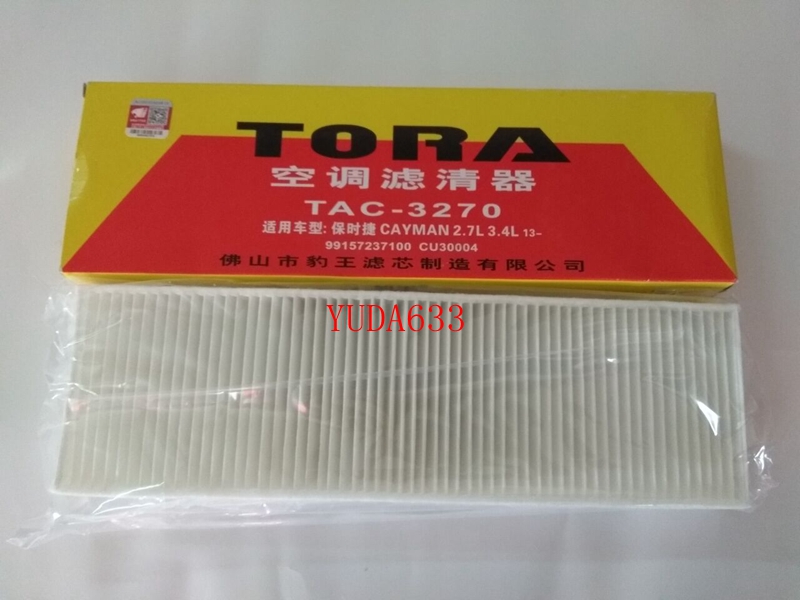 TORA
空调滤清器
TAC-3270
适用车型: 保时捷 CAYMAN 2.7L 3.4L 13-
99157237100 CU30004
佛山市豹王滤芯制造有限公司
YUDA633